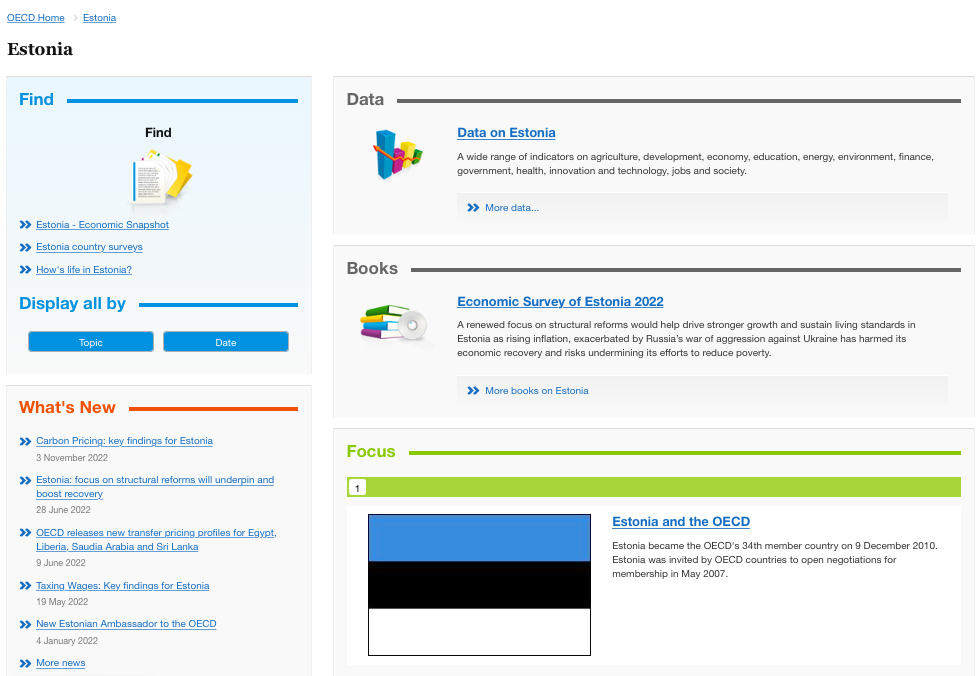 OECD Home › Estonia
Estonia
Find
Find
Estonia - Economic Snapshot
Estonia country surveys
How's life in Estonia?
Display all by
Topic Date
What's New
Carbon Pricing: key findings for Estonia
3 November 2022
Estonia: focus on structural reforms will underpin and
boost recovery
28 June 2022
OECD releases new transfer pricing profiles for Egypt,
Liberia, Saudia Arabia and Sri Lanka
9 June 2022
Taxing Wages: Key findings for Estonia
19 May 2022
New Estonian Ambassador to the OECD
4 January 2022
More news
Data
Data on Estonia
A wide range of indicators on agriculture, development, economy, education, energy, environment, finance,
government, health, innovation and technology, jobs and society.
More data...
Books
Economic Survey of Estonia 2022
A renewed focus on structural reforms would help drive stronger growth and sustain living standards in
Estonia as rising inflation, exacerbated by Russia's war of aggression against Ukraine has harmed its
economic recovery and risks undermining its efforts to reduce poverty.
More books on Estonia
Focus
1
Estonia and the OECD
Estonia became the OECD's 34th member country on 9 December 2010.
Estonia was invited by OECD countries to open negotiations for
membership in May 2007.